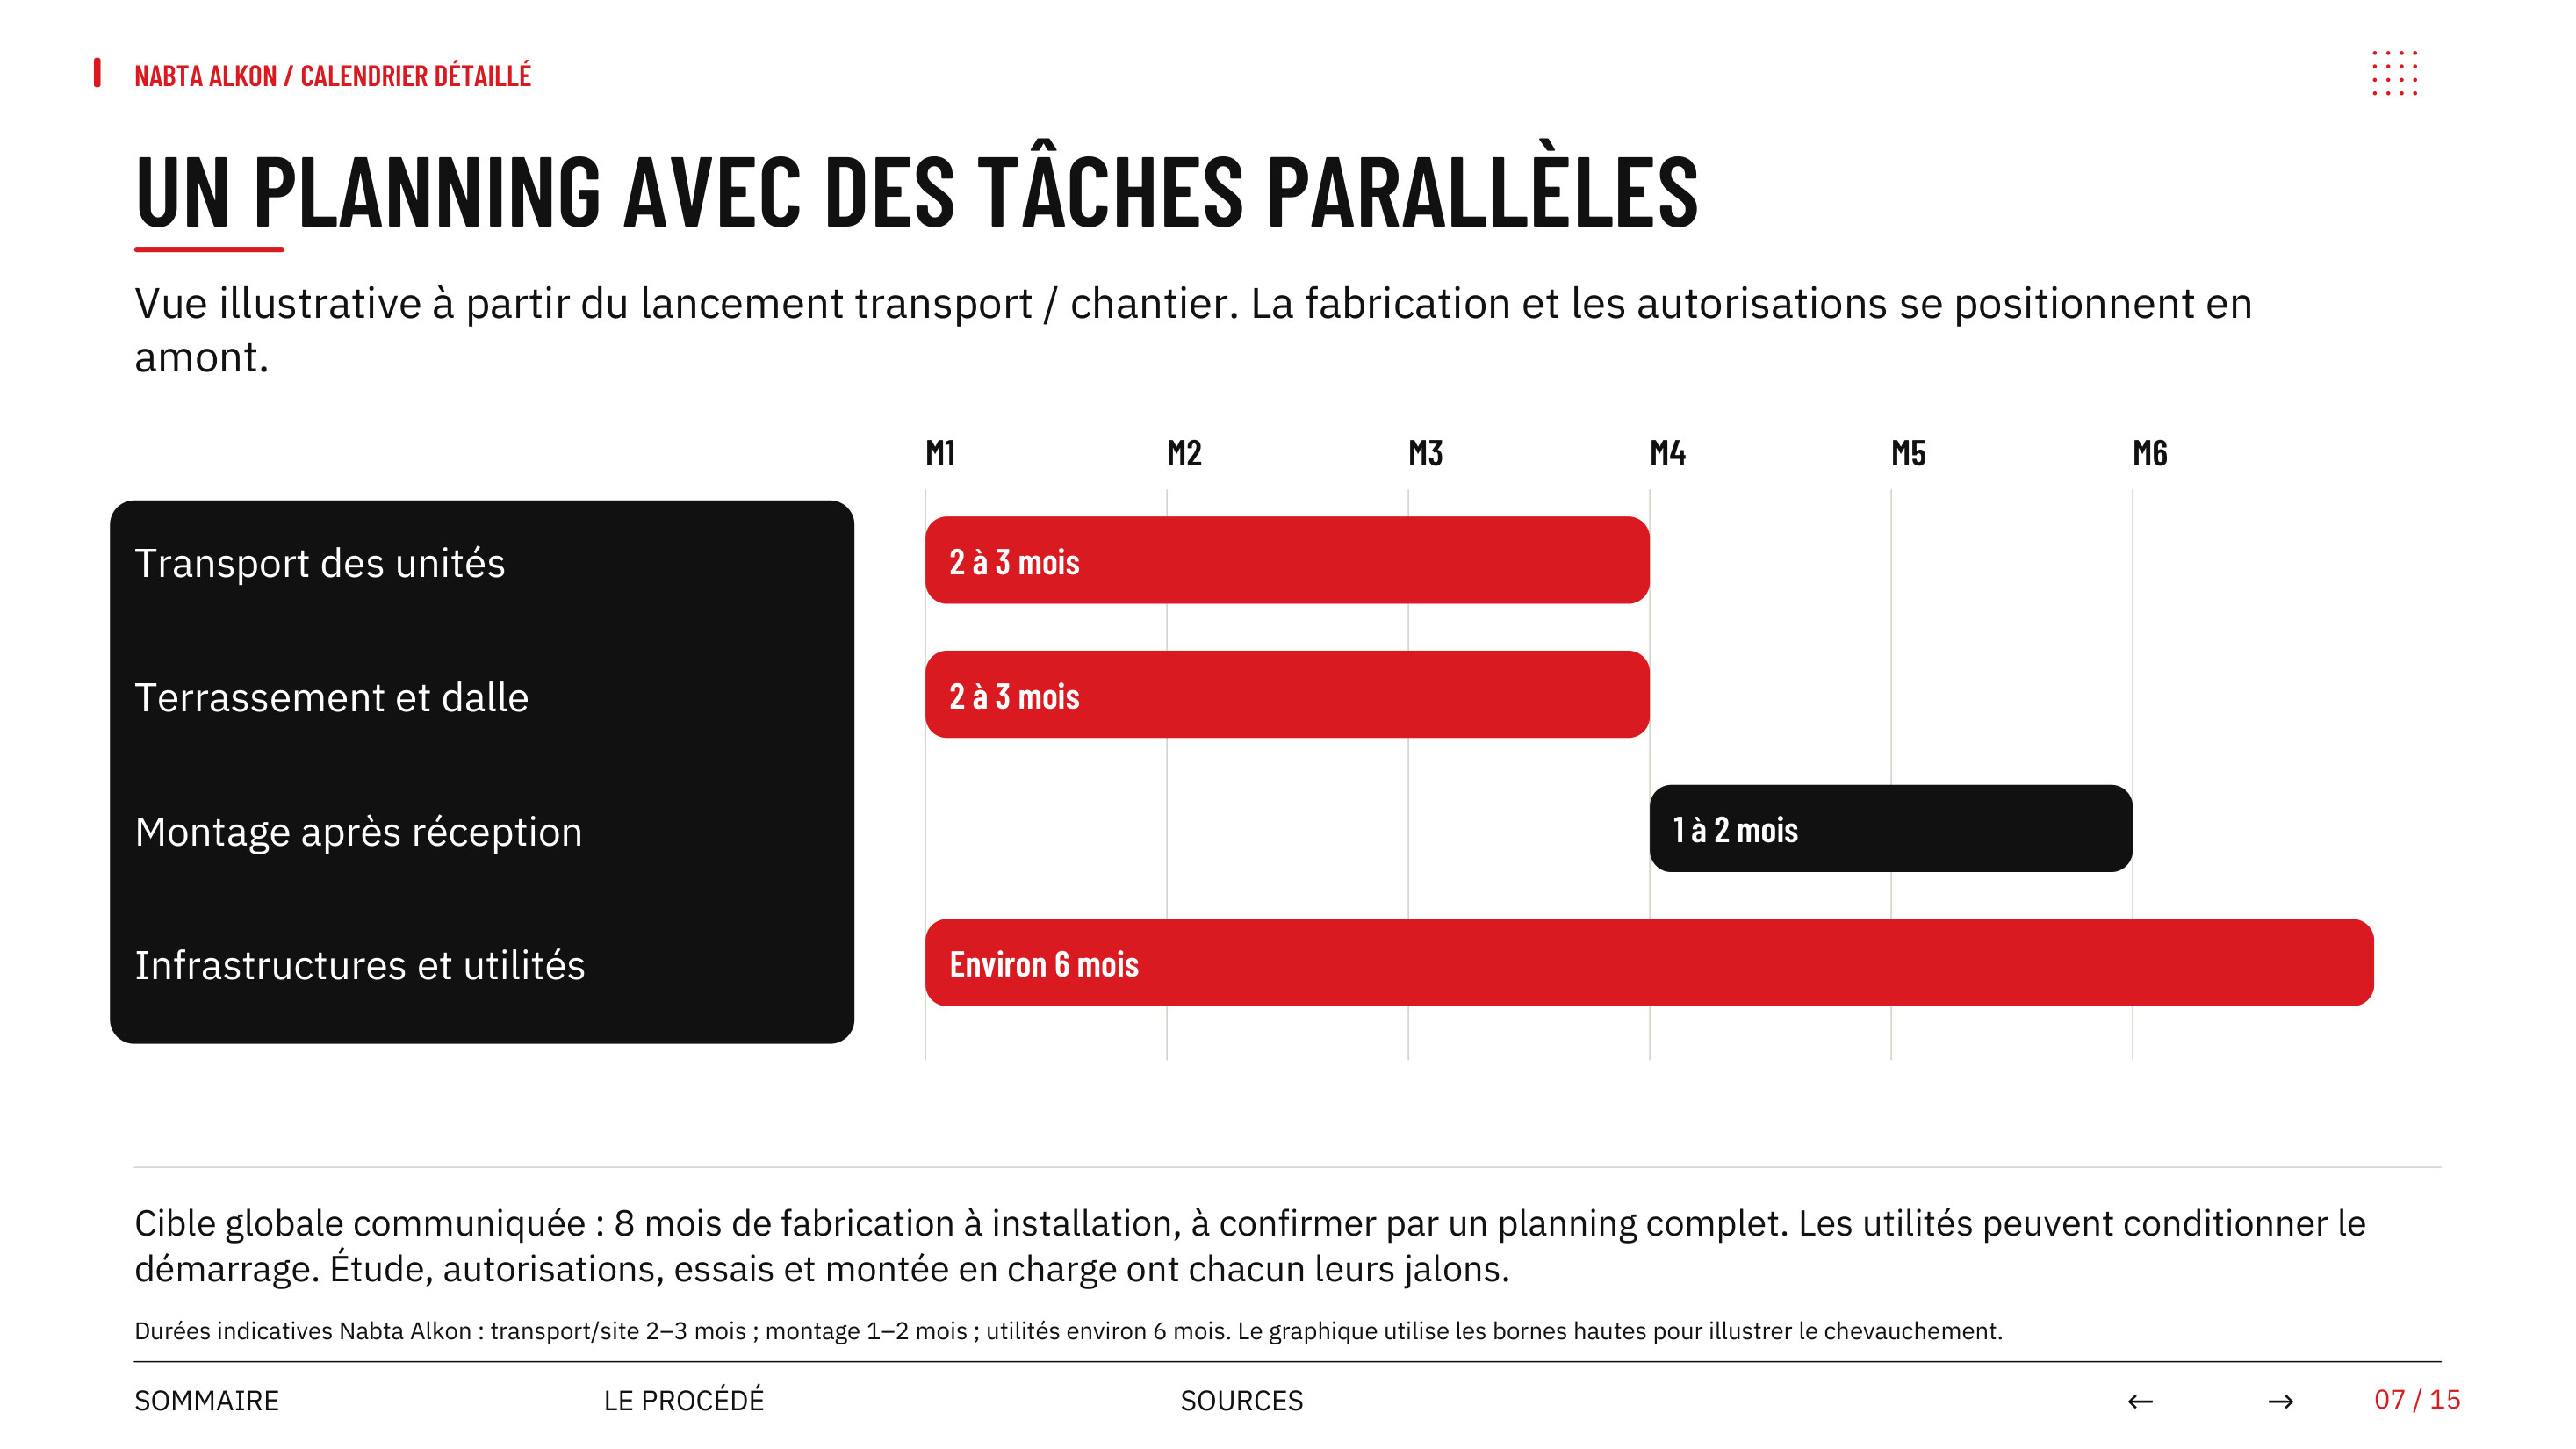 NABTA ALKON / CALENDRIER DÉTAILLÉ
UN PLANNING AVEC DES TÂCHES PARALLÈLES
Vue illustrative à partir du lancement transport / chantier. La fabrication et les autorisations se positionnent en
amont.
M1 M2 M3 M4 M5 M6
Transport des unités 2 à 3 mois
Terrassement et dalle 2 à 3 mois
Montage après réception 1 à 2 mois
Infrastructures et utilités Environ 6 mois
Cible globale communiquée : 8 mois de fabrication à installation, à confirmer par un planning complet. Les utilités peuvent conditionner le
démarrage. Étude, autorisations, essais et montée en charge ont chacun leurs jalons.
Durées indicatives Nabta Alkon : transport/site 2–3 mois ; montage 1–2 mois ; utilités environ 6 mois. Le graphique utilise les bornes hautes pour illustrer le chevauchement.
SOMMAIRE LE PROCÉDÉ SOURCES ← → 07 / 15